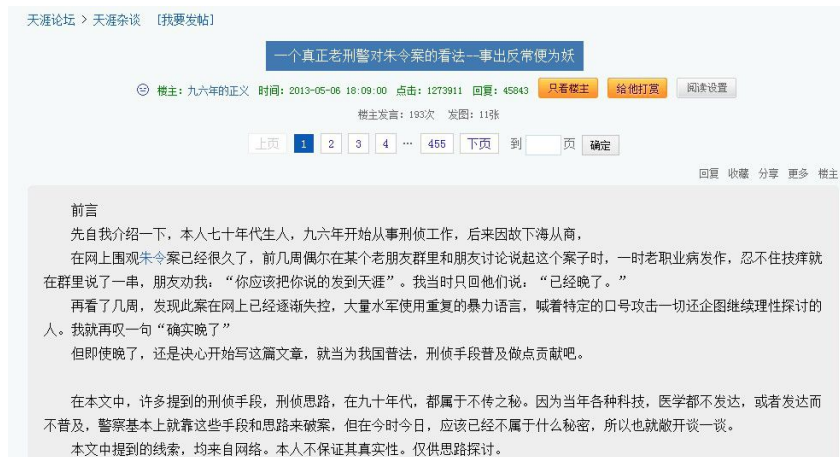 天涯论坛 > 天涯杂谈 [我要发帖]
一个真正老刑警对朱令案的看法--事出反常便为妖
楼主：九六年的正义 时间：2013-05-06 18:09:00 点击：1273911 回复：45843 只看楼主 给他打赏 阅读设置
楼主发言：193次 发图：11张
上页 1 2 3 4 … 455 下页 到 页 确定
回复 收藏 分享 更多 楼主
前言
先自我介绍一下，本人七十年代生人，九六年开始从事刑侦工作，后来因故下海从商，
在网上围观朱令案已经很久了，前几周偶尔在某个老朋友群里和朋友讨论说起这个案子时，一时老职业病发作，忍不住技痒就
在群里说了一串，朋友劝我：“你应该把你说的发到天涯”。我当时只回他们说：“已经晚了。”
再看了几周，发现此案在网上已经逐渐失控，大量水军使用重复的暴力语言，喊着特定的口号攻击一切还企图继续理性探讨的
人。我就再叹一句“确实晚了”
但即使晚了，还是决心开始写这篇文章，就当为我国普法，刑侦手段普及做点贡献吧。
在本文中，许多提到的刑侦手段，刑侦思路，在九十年代，都属于不传之秘。因为当年各种科技，医学都不发达，或者发达而
不普及，警察基本上就靠这些手段和思路来破案，但在今时今日，应该已经不属于什么秘密，所以也就敞开谈一谈。
本文中提到的线索，均来自网络。本人不保证其真实性。仅供思路探讨。